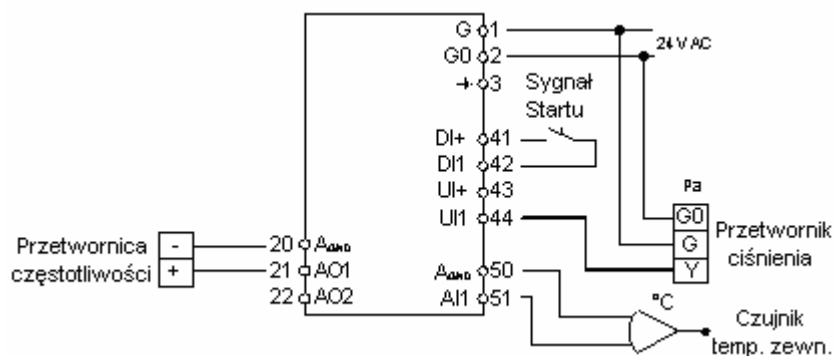 G 1
G0 2
24 V AC
3
Sygnał
Startu
DI+ 41
DI1 42
UI+ 43
UI1 44
Pa
G0
G
Y
Przetwornik
ciśnienia
Przetwornica
częstotliwości
-
+
20 AGND
21 AO1
22 AO2
AGND 50
AI1 51
°C
Czujnik
temp. zewn.